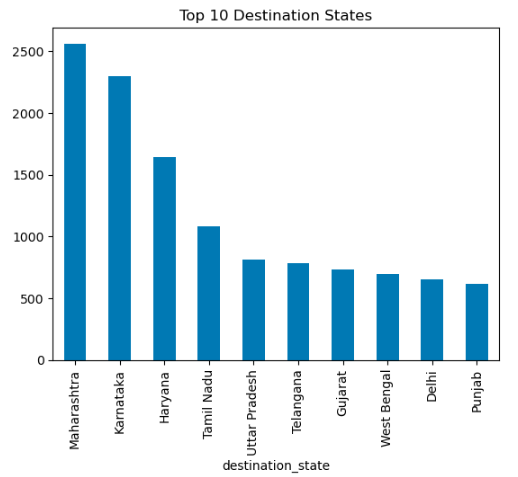 Top 10 Destination States
2500
2000
1500
1000
500
0
Maharashtra
Karnataka
Haryana
Tamil Nadu
Uttar Pradesh
Telangana
Gujarat
West Bengal
Delhi
Punjab
destination_state